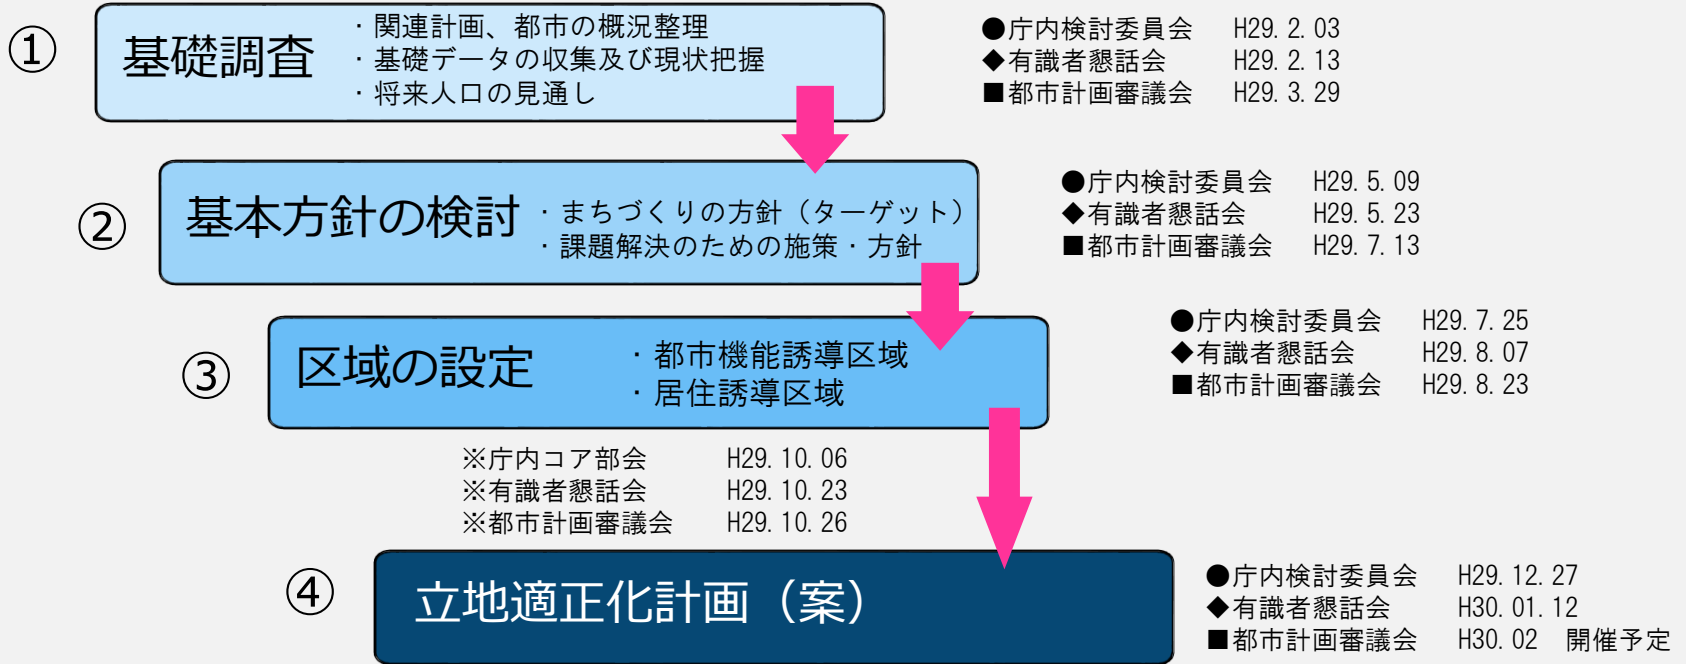 ①
基礎調査
・関連計画、都市の概況整理
・基礎データの収集及び現状把握
・将来人口の見通し
●庁内検討委員会 H29.2.03
◆有識者懇話会 H29.2.13
■都市計画審議会 H29.3.29
②
基本方針の検討
・まちづくりの方針（ターゲット）
・課題解決のための施策・方針
●庁内検討委員会 H29.5.09
◆有識者懇話会 H29.5.23
■都市計画審議会 H29.7.13
③
区域の設定
・都市機能誘導区域
・居住誘導区域
●庁内検討委員会 H29.7.25
◆有識者懇話会 H29.8.07
■都市計画審議会 H29.8.23
※庁内コア部会 H29.10.06
※有識者懇話会 H29.10.23
※都市計画審議会 H29.10.26
④
立地適正化計画（案）
●庁内検討委員会 H29.12.27
◆有識者懇話会 H30.01.12
■都市計画審議会 H30.02 開催予定